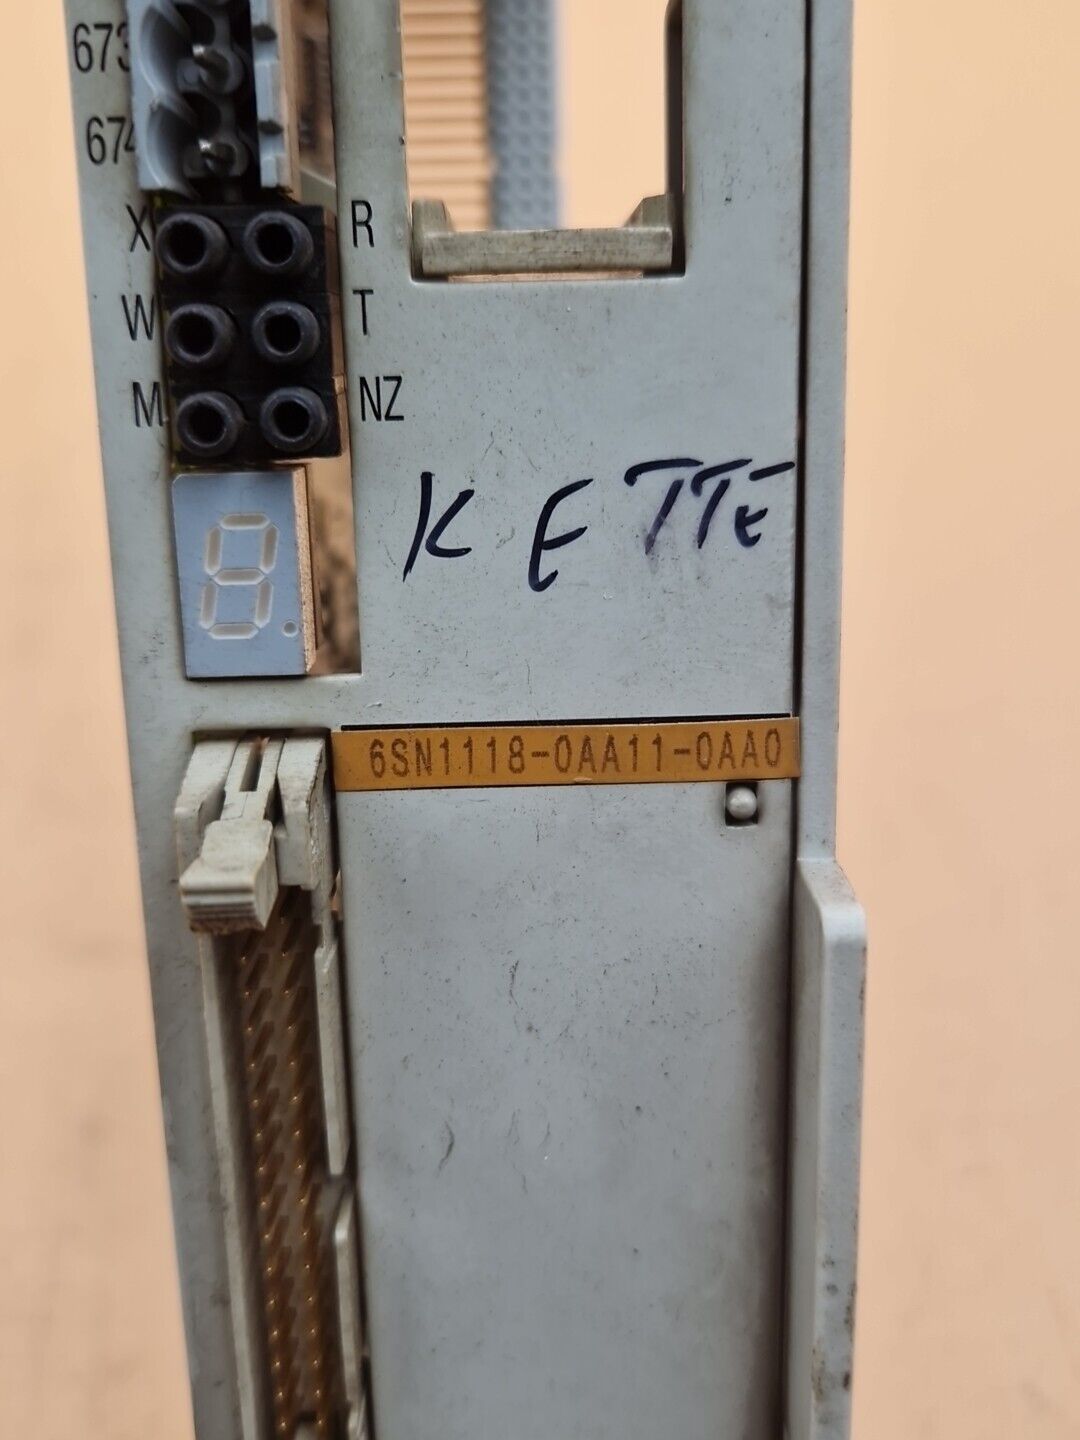 673
674
X R
W T
M NZ
KETTE
6SN1118-0AA11-0AA0